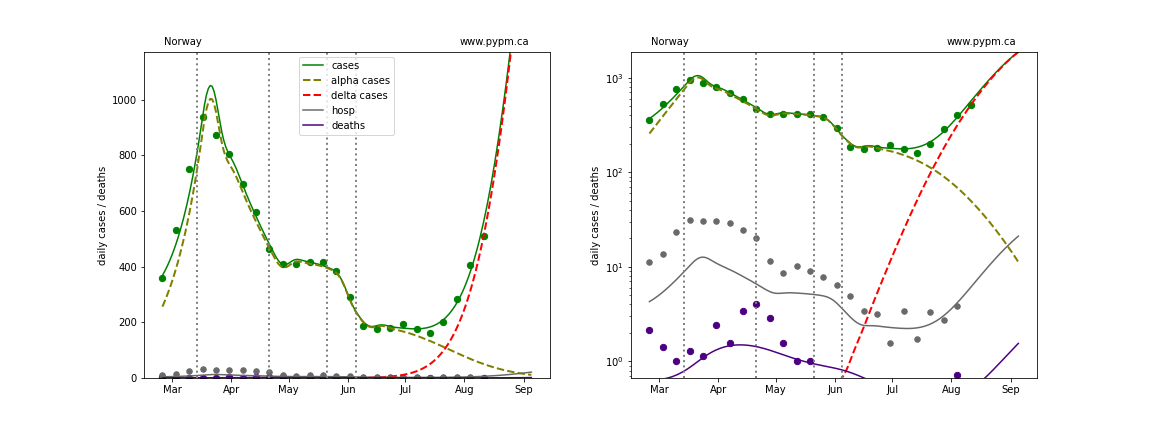 Norway www.pypm.ca
1000
800
600
400
200
0
daily cases / deaths
cases
alpha cases
delta cases
hosp
deaths
Mar Apr May Jun Jul Aug Sep
Norway www.pypm.ca
10³
10²
10¹
10⁰
daily cases / deaths
Mar Apr May Jun Jul Aug Sep